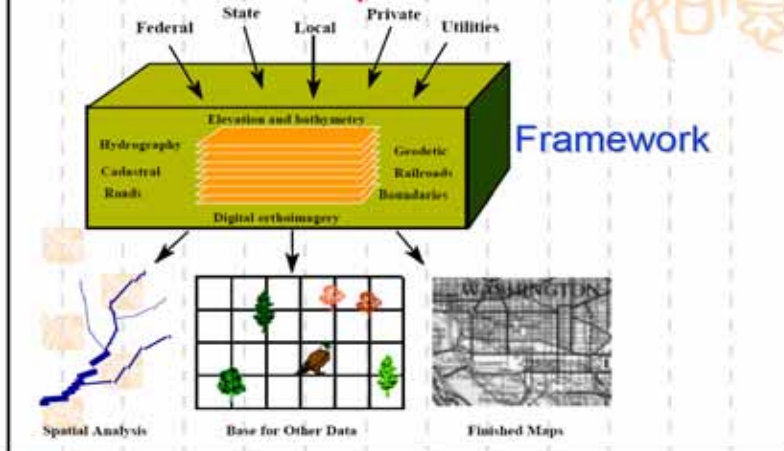 Federal State Local Private Utilities
Elevation and bathymetry
Hydrography Geodetic
Cadastral Railroads
Roads Boundaries
Digital orthoimagery
Framework
WASHINGTON
Spatial Analysis Base for Other Data Finished Maps